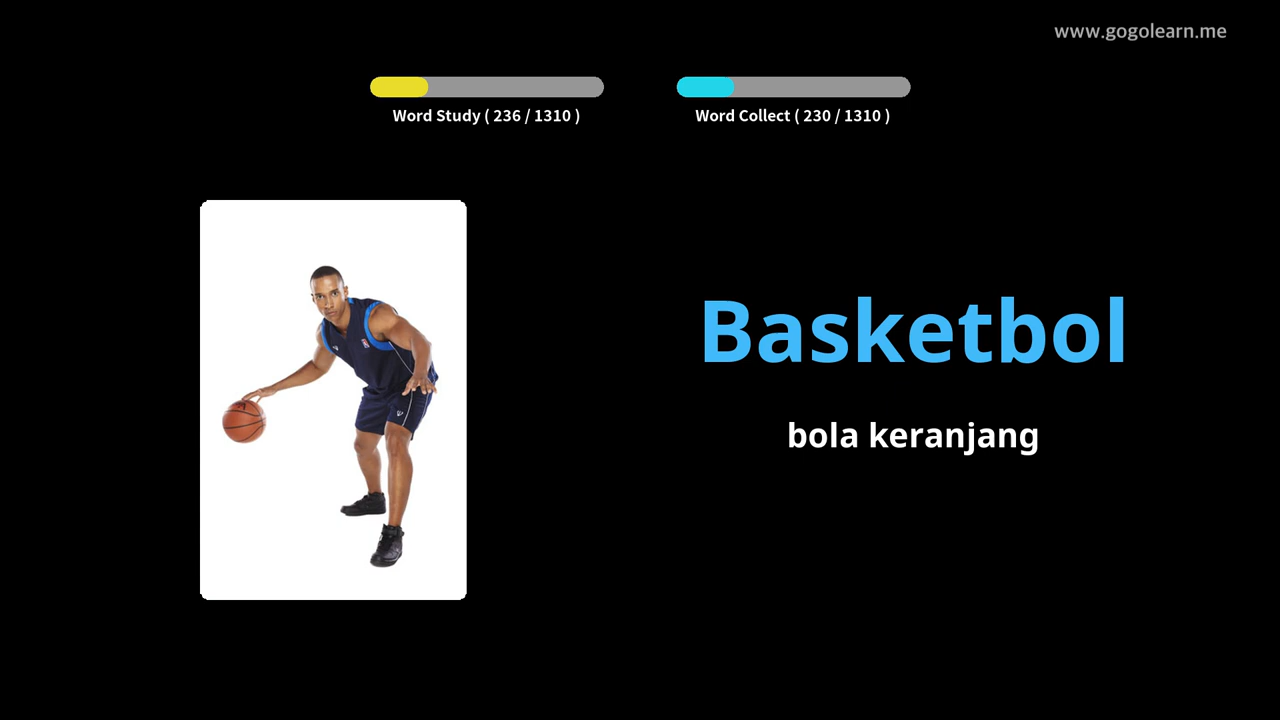 www.gogolearn.me
Word Study ( 236 / 1310 )
Word Collect ( 230 / 1310 )
Basketbol
bola keranjang